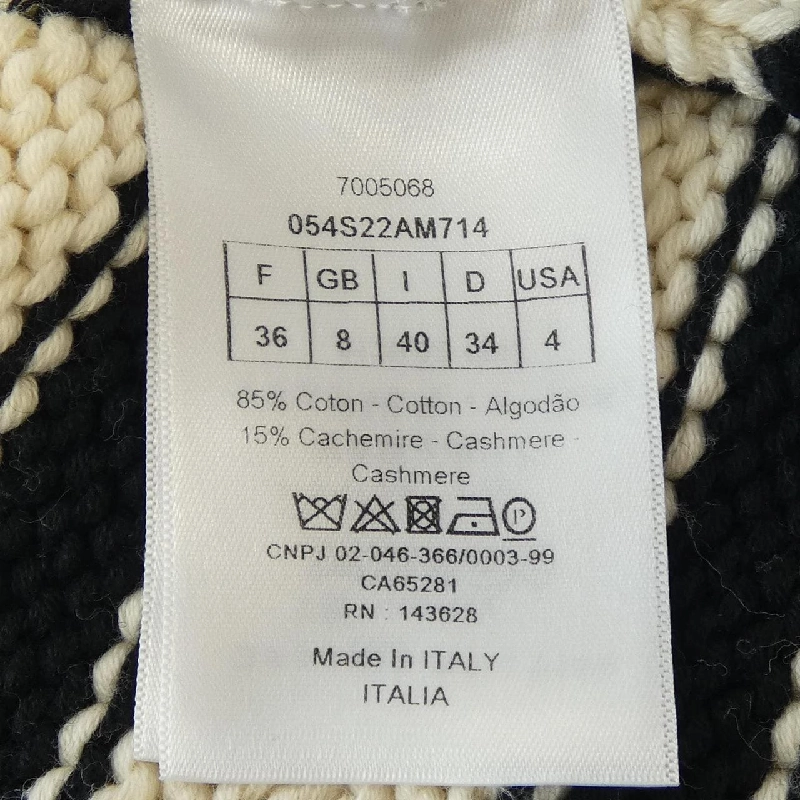 7005068
054S22AM714
F GB I D USA
36 8 40 34 4
85% Coton - Cotton - Algodão
15% Cachemire - Cashmere -
Cashmere
P
CNPJ 02-046-366/0003-99
CA65281
RN : 143628
Made In ITALY
ITALIA